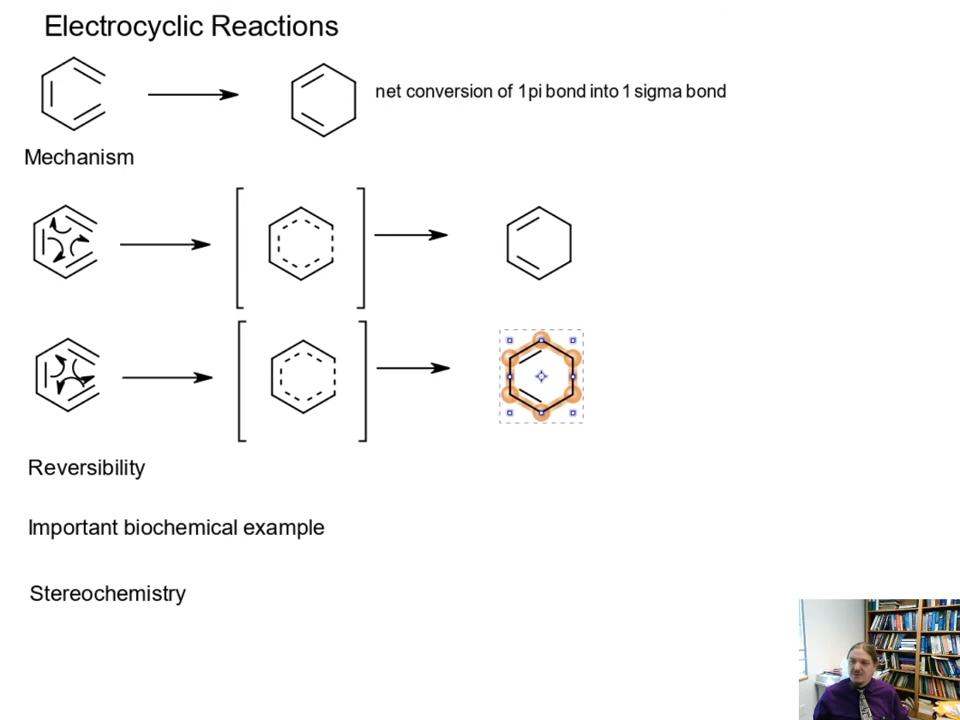 Electrocyclic Reactions
net conversion of 1 pi bond into 1 sigma bond
Mechanism
Reversibility
Important biochemical example
Stereochemistry